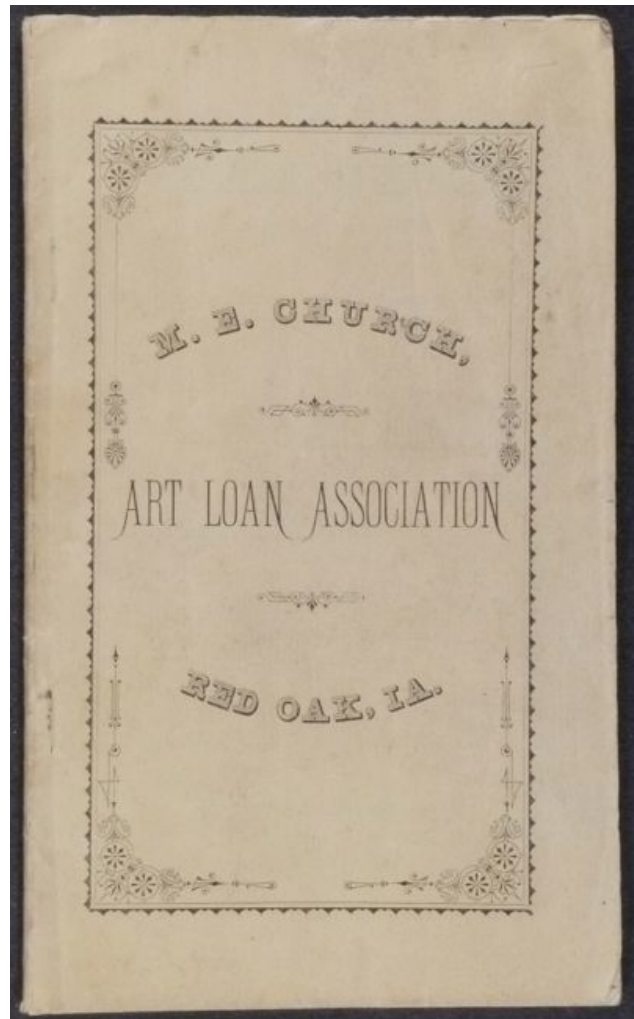 M. E. CHURCH,
ART LOAN ASSOCIATION
RED OAK, IA.